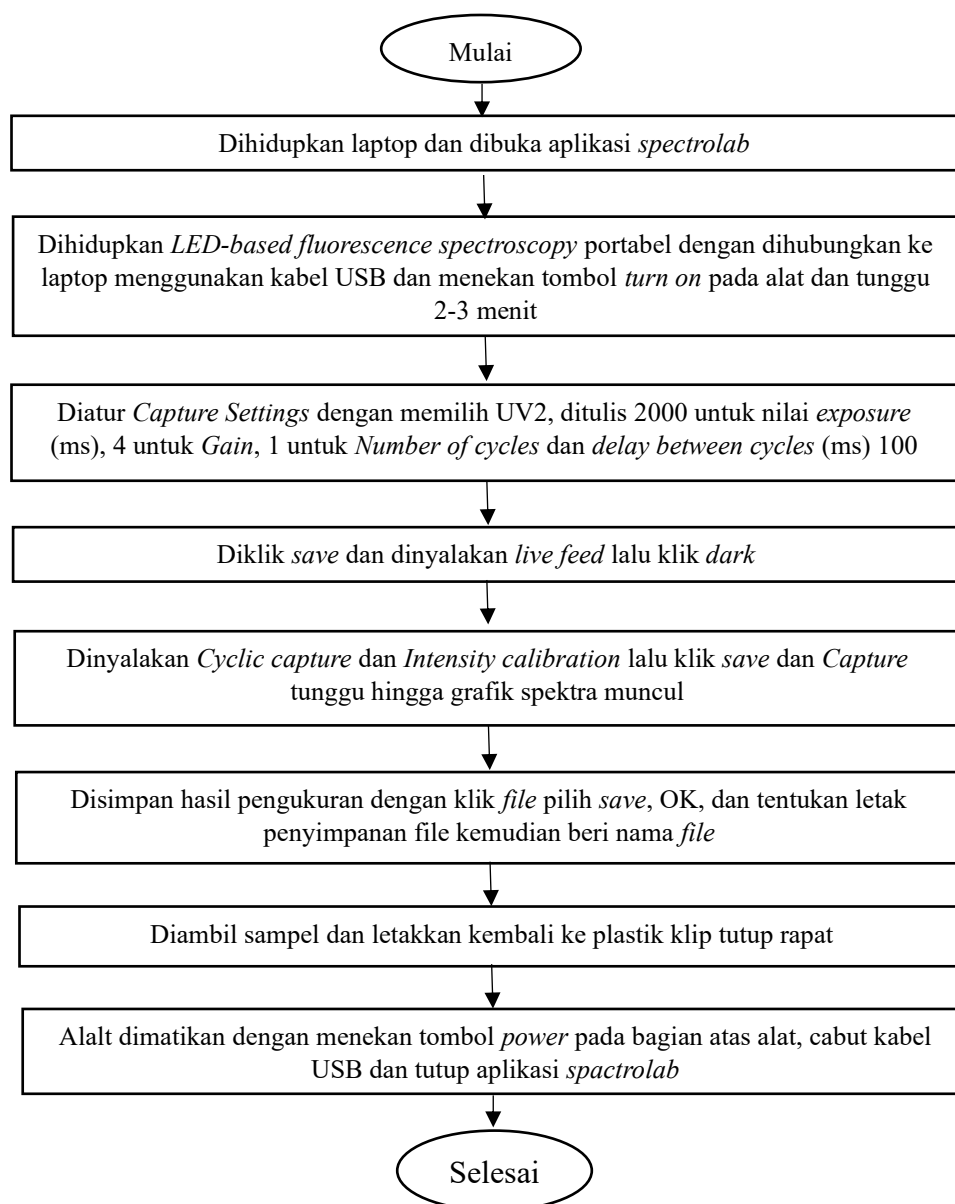 Mulai
Dihidupkan laptop dan dibuka aplikasi spectrolab
Dihidupkan LED-based fluorescence spectroscopy portabel dengan dihubungkan ke
laptop menggunakan kabel USB dan menekan tombol turn on pada alat dan tunggu
2-3 menit
Diatur Capture Settings dengan memilih UV2, ditulis 2000 untuk nilai exposure
(ms), 4 untuk Gain, 1 untuk Number of cycles dan delay between cycles (ms) 100
Diklik save dan dinyalakan live feed lalu klik dark
Dinyalakan Cyclic capture dan Intensity calibration lalu klik save dan Capture
tunggu hingga grafik spektra muncul
Disimpan hasil pengukuran dengan klik file pilih save, OK, dan tentukan letak
penyimpanan file kemudian beri nama file
Diambil sampel dan letakkan kembali ke plastik klip tutup rapat
Alalt dimatikan dengan menekan tombol power pada bagian atas alat, cabut kabel
USB dan tutup aplikasi spactrolab
Selesai